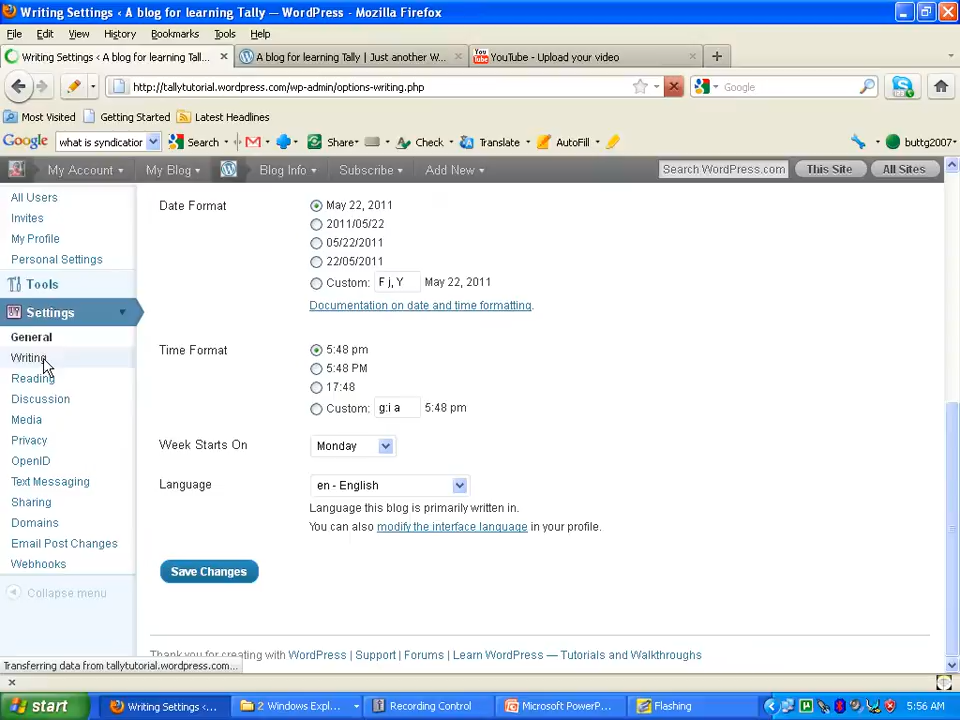 Writing Settings ‹ A blog for learning Tally — WordPress - Mozilla Firefox
File Edit View History Bookmarks Tools Help
Writing Settings ‹ A blog for learning Tall...
A blog for learning Tally | Just another W...
YouTube - Upload your video
http://tallytutorial.wordpress.com/wp-admin/options-writing.php
Google
Most Visited Getting Started Latest Headlines
Google what is syndication Search Share Check Translate AutoFill buttg2007
My Account My Blog Blog Info Subscribe Add New Search WordPress.com This Site All Sites
All Users
Invites
My Profile
Personal Settings
Tools
Settings
General
Writing
Reading
Discussion
Media
Privacy
OpenID
Text Messaging
Sharing
Domains
Email Post Changes
Webhooks
Collapse menu
Date Format
May 22, 2011
2011/05/22
05/22/2011
22/05/2011
Custom: F j, Y May 22, 2011
Documentation on date and time formatting.
Time Format
5:48 pm
5:48 PM
17:48
Custom: g:i a 5:48 pm
Week Starts On Monday
Language en - English
Language this blog is primarily written in.
You can also modify the interface language in your profile.
Save Changes
Thank you for creating with WordPress | Support | Forums | Learn WordPress — Tutorials and Walkthroughs
Transferring data from tallytutorial.wordpress.com...
start
Writing Settings <...
2 Windows Expl...
Recording Control
Microsoft PowerP...
Flashing
5:56 AM